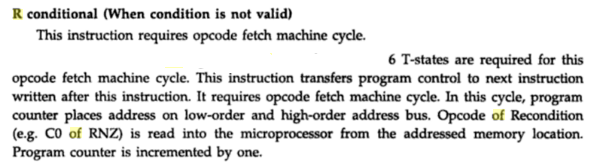 R conditional (When condition is not valid)
This instruction requires opcode fetch machine cycle.
6 T-states are required for this
opcode fetch machine cycle. This instruction transfers program control to next instruction
written after this instruction. It requires opcode fetch machine cycle. In this cycle, program
counter places address on low-order and high-order address bus. Opcode of Recondition
(e.g. C0 of RNZ) is read into the microprocessor from the addressed memory location.
Program counter is incremented by one.